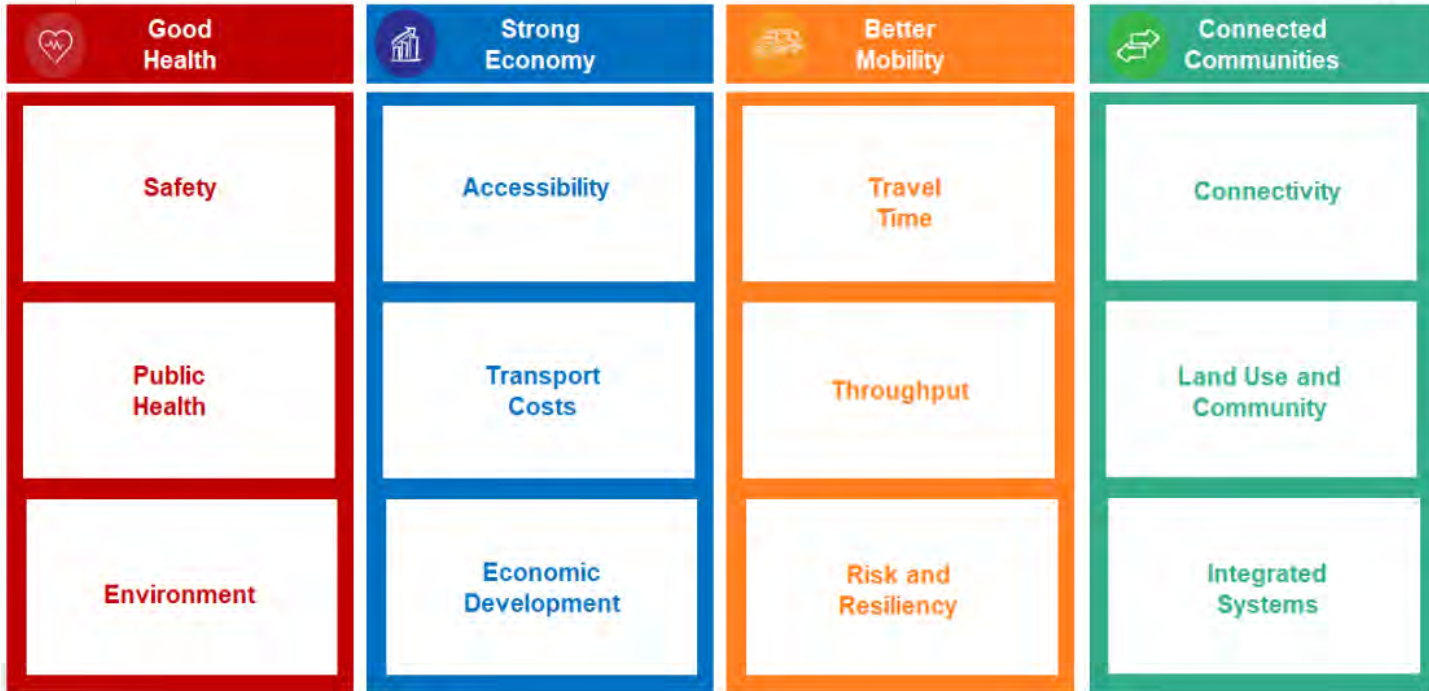 Good
Health
Strong
Economy
Better
Mobility
Connected
Communities
Safety
Accessibility
Travel
Time
Connectivity
Public
Health
Transport
Costs
Throughput
Land Use and
Community
Environment
Economic
Development
Risk and
Resiliency
Integrated
Systems